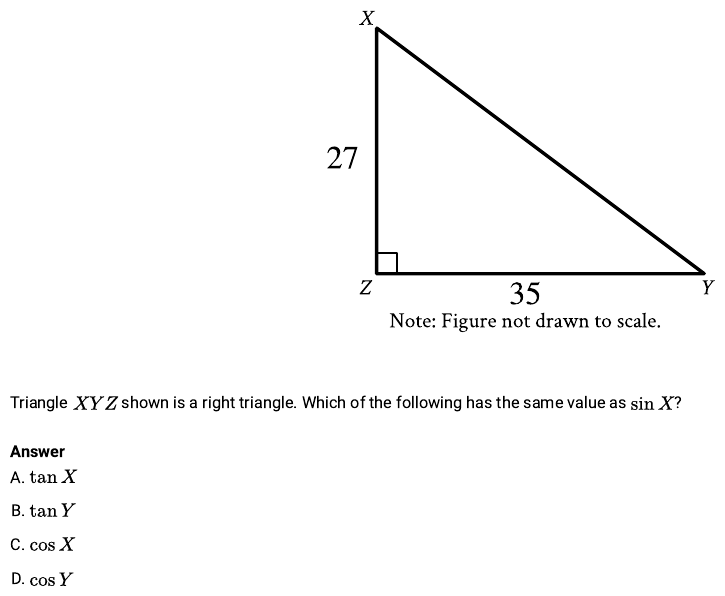 X
27
Z
35
Y
Note: Figure not drawn to scale.
Triangle XYZ shown is a right triangle. Which of the following has the same value as sin X?
Answer
A. tan X
B. tan Y
C. cos X
D. cos Y